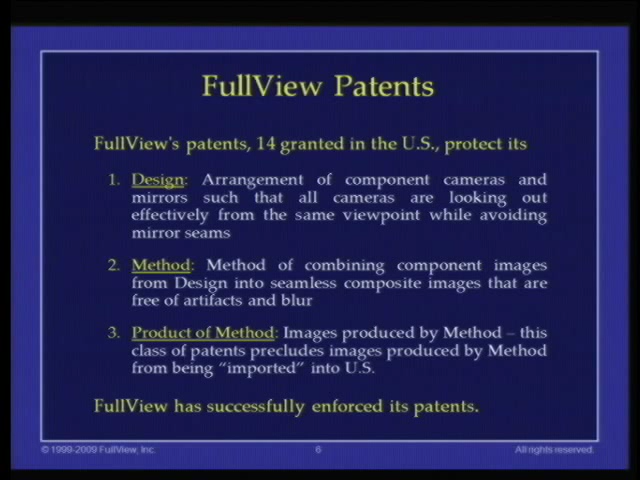 FullView Patents
FullView's patents, 14 granted in the U.S., protect its
1. Design: Arrangement of component cameras and
mirrors such that all cameras are looking out
effectively from the same viewpoint while avoiding
mirror seams
2. Method: Method of combining component images
from Design into seamless composite images that are
free of artifacts and blur
3. Product of Method: Images produced by Method – this
class of patents precludes images produced by Method
from being “imported” into U.S.
FullView has successfully enforced its patents.
© 1999-2009 FullView, Inc.
6
All rights reserved.